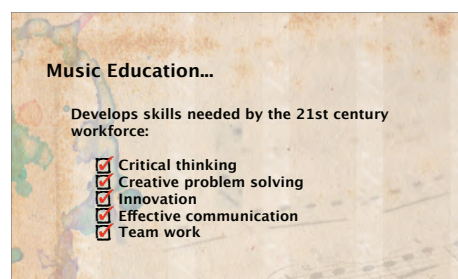 Music Education...
Develops skills needed by the 21st century
workforce:
Critical thinking
Creative problem solving
Innovation
Effective communication
Team work